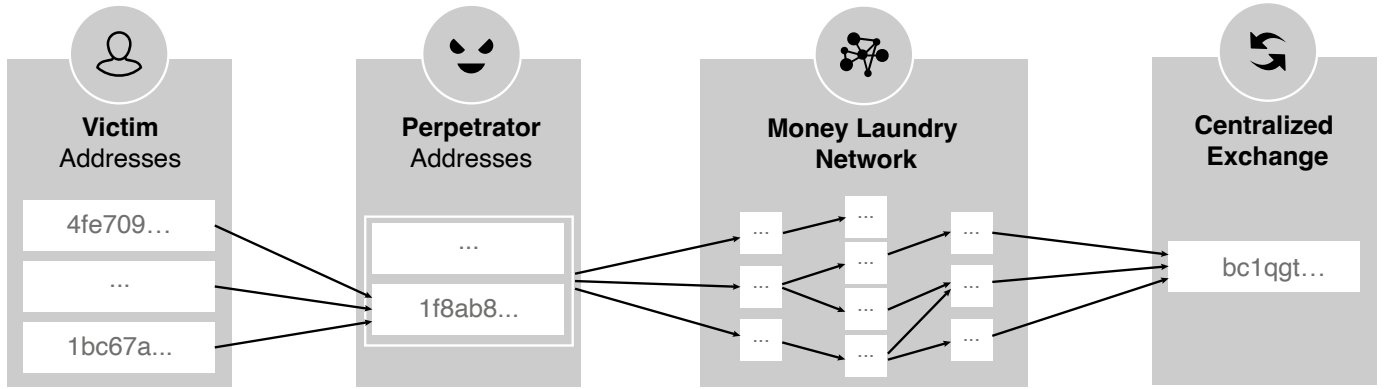 Victim
Addresses
4fe709...
...
1bc67a...
Perpetrator
Addresses
...
1f8ab8...
Money Laundry
Network
...
...
...
...
...
...
...
...
...
...
Centralized
Exchange
bc1qgt...